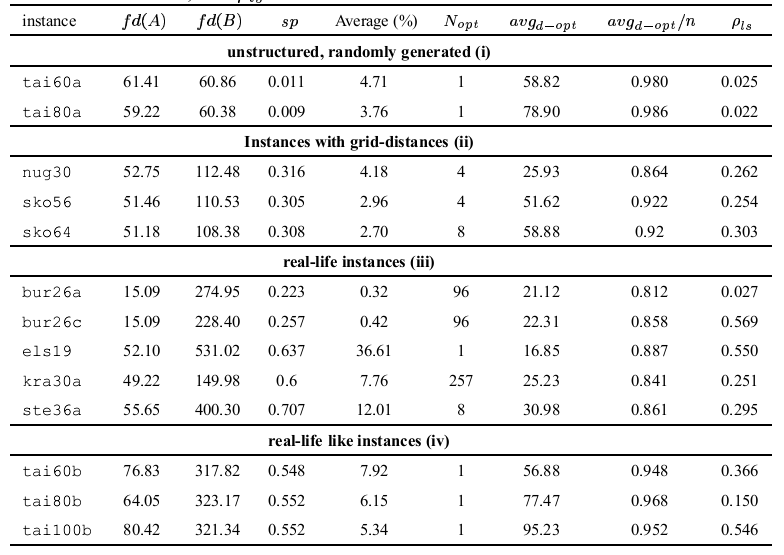 instance fd(A) fd(B) sp Average (%) N_opt avg_d−opt avg_d−opt/n ρ_ls
unstructured, randomly generated (i)
tai60a 61.41 60.86 0.011 4.71 1 58.82 0.980 0.025
tai80a 59.22 60.38 0.009 3.76 1 78.90 0.986 0.022
Instances with grid-distances (ii)
nug30 52.75 112.48 0.316 4.18 4 25.93 0.864 0.262
sko56 51.46 110.53 0.305 2.96 4 51.62 0.922 0.254
sko64 51.18 108.38 0.308 2.70 8 58.88 0.92 0.303
real-life instances (iii)
bur26a 15.09 274.95 0.223 0.32 96 21.12 0.812 0.027
bur26c 15.09 228.40 0.257 0.42 96 22.31 0.858 0.569
els19 52.10 531.02 0.637 36.61 1 16.85 0.887 0.550
kra30a 49.22 149.98 0.6 7.76 257 25.23 0.841 0.251
ste36a 55.65 400.30 0.707 12.01 8 30.98 0.861 0.295
real-life like instances (iv)
tai60b 76.83 317.82 0.548 7.92 1 56.88 0.948 0.366
tai80b 64.05 323.17 0.552 6.15 1 77.47 0.968 0.150
tai100b 80.42 321.34 0.552 5.34 1 95.23 0.952 0.546